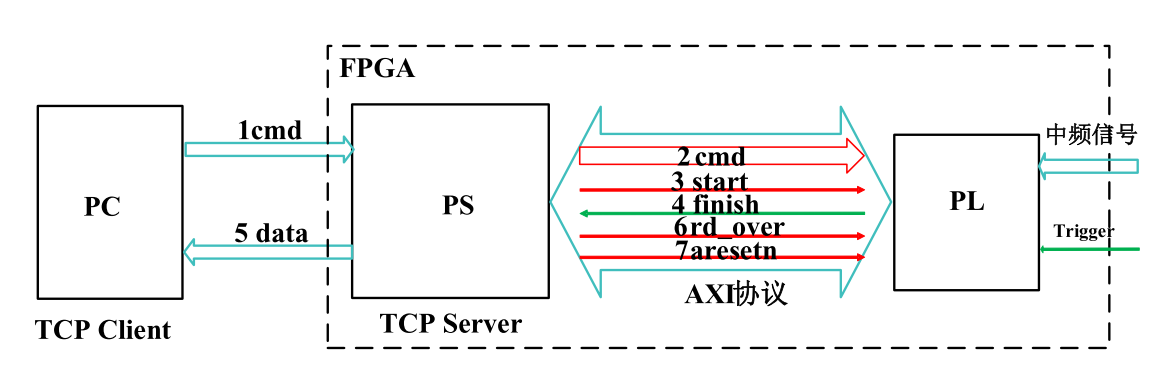 FPGA
1cmd
中频信号
2 cmd
3 start
PC
PS
PL
4 finish
6rd_over
Trigger
5 data
7aresetn
AXI协议
TCP Client
TCP Server